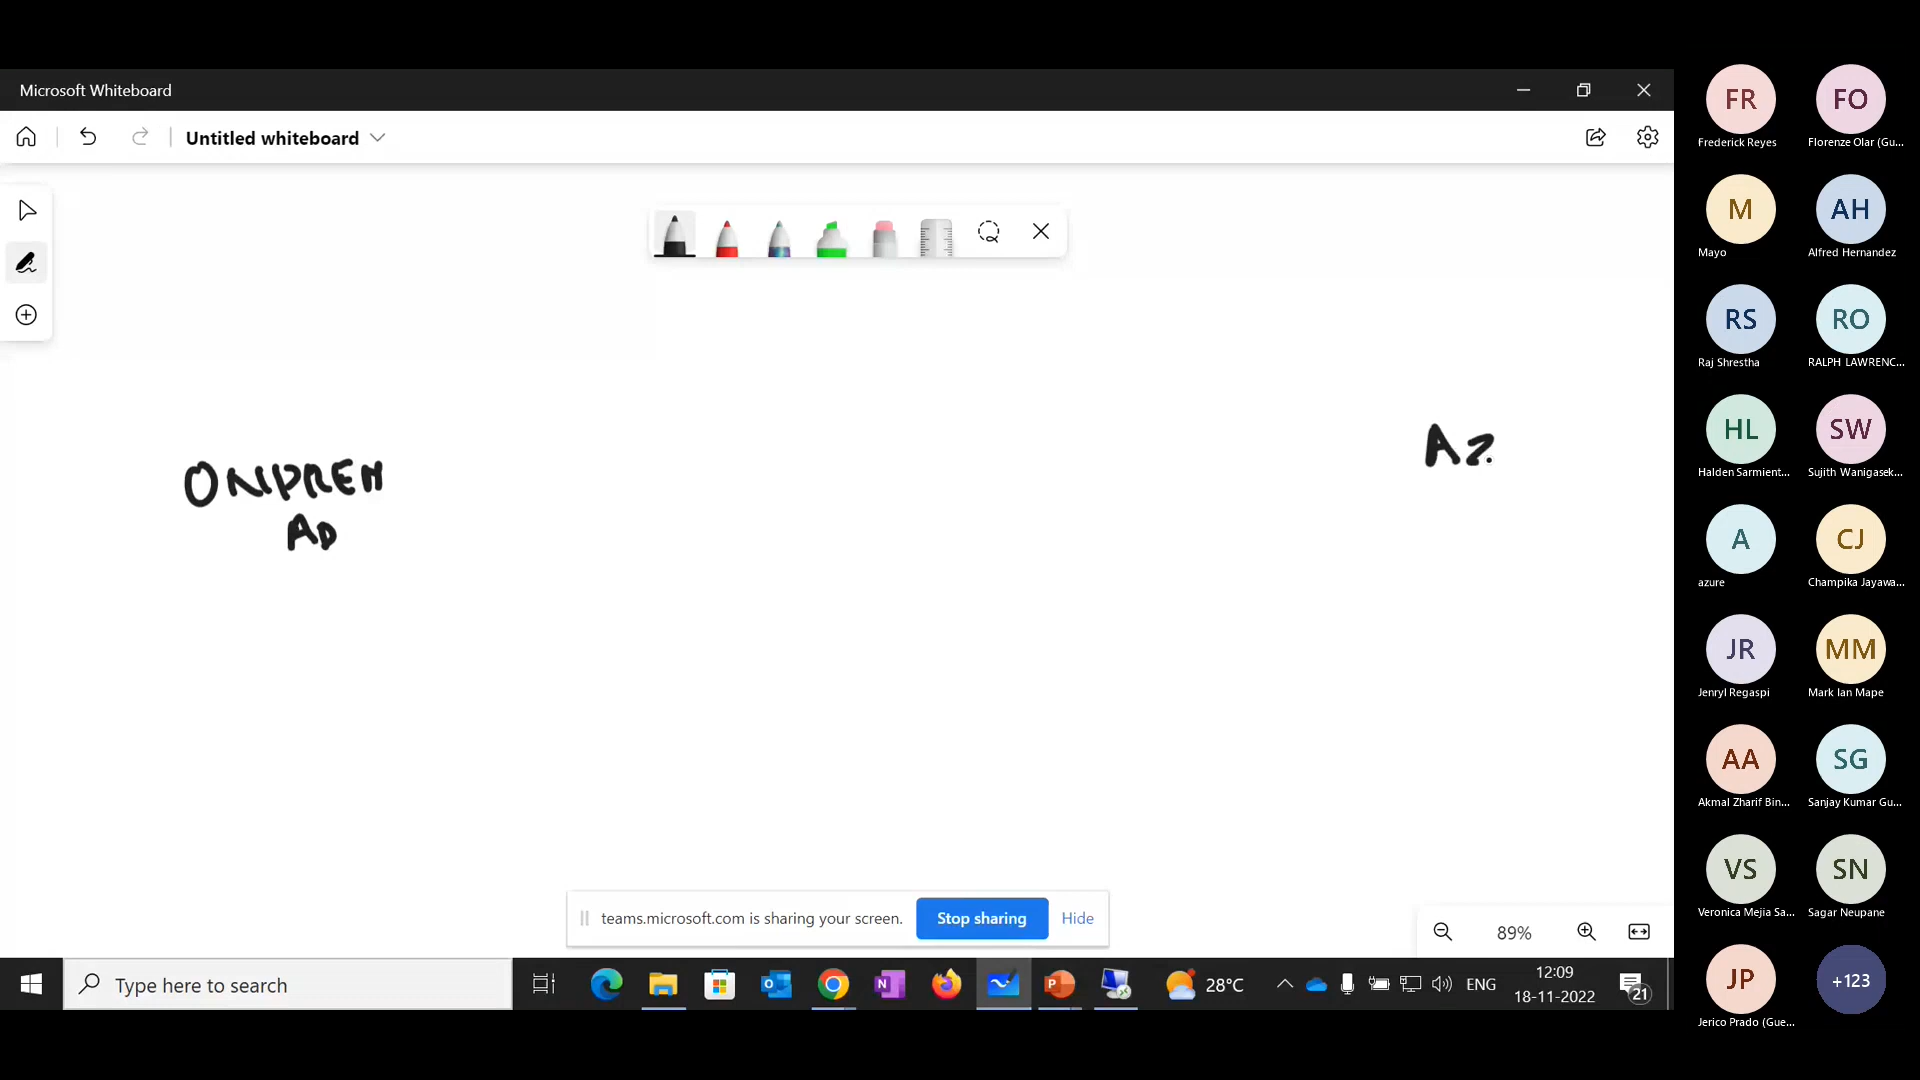 Microsoft Whiteboard
Untitled whiteboard
ONPREM
AD
AZ
teams.microsoft.com is sharing your screen.
Stop sharing
Hide
89%
Type here to search
28°C
ENG
12:09
18-11-2022
21
FR
Frederick Reyes
FO
Florenze Olar (Gu...
M
Mayo
AH
Alfred Hernandez
RS
Raj Shrestha
RO
RALPH LAWRENC...
HL
Halden Sarmient...
SW
Sujith Wanigasek...
A
azure
CJ
Champika Jayawa...
JR
Jenryl Regaspi
MM
Mark Ian Mape
AA
Akmal Zharif Bin...
SG
Sanjay Kumar Gu...
VS
Veronica Mejia Sa...
SN
Sagar Neupane
JP
Jerico Prado (Gue...
+123